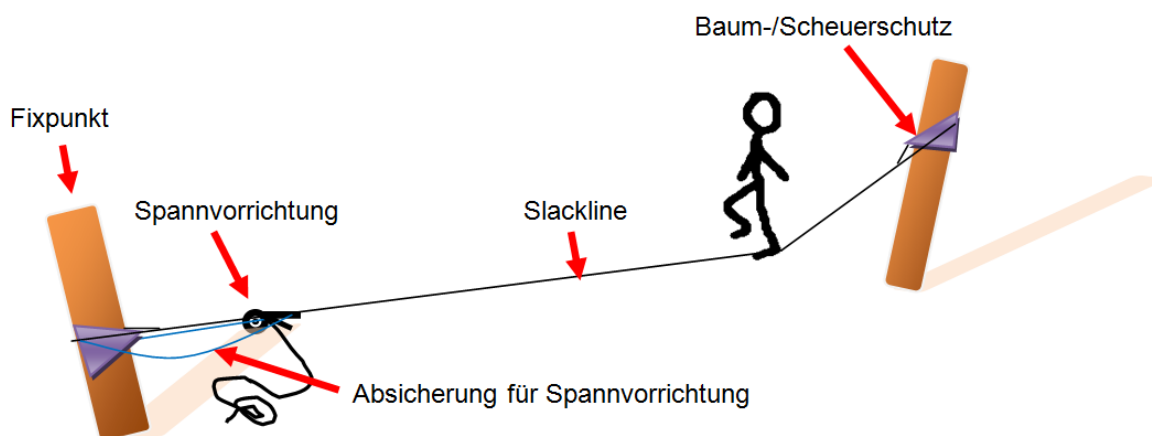 Baum-/Scheuerschutz
Fixpunkt
Spannvorrichtung
Slackline
Absicherung für Spannvorrichtung